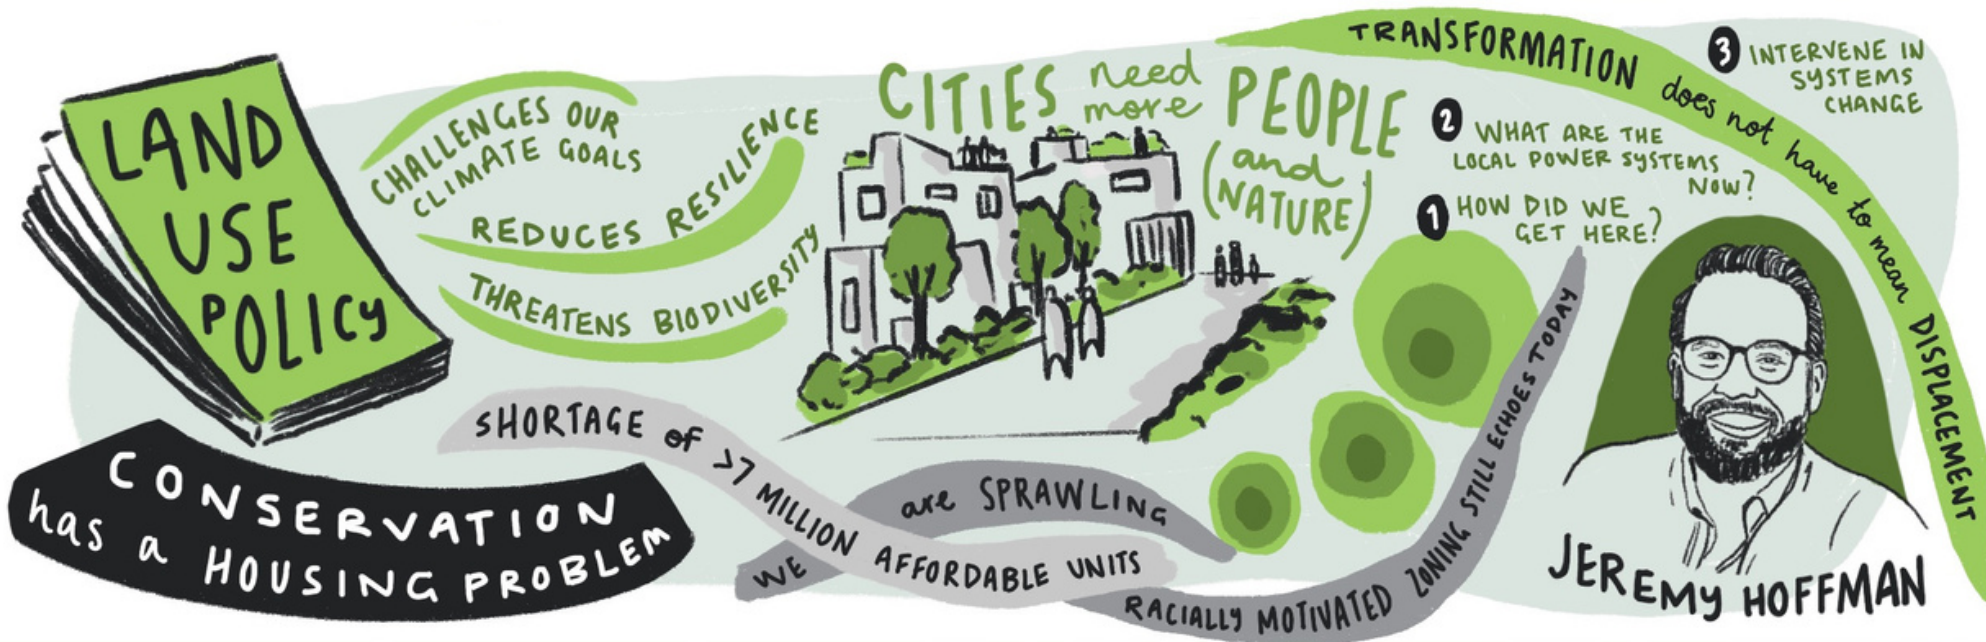 LAND
USE
POLICY
CHALLENGES OUR
CLIMATE GOALS
REDUCES RESILIENCE
THREATENS BIODIVERSITY
CONSERVATION
has a HOUSING PROBLEM
SHORTAGE of >7 MILLION AFFORDABLE UNITS
WE are SPRAWLING
RACIALLY MOTIVATED ZONING STILL ECHOES TODAY
CITIES need more PEOPLE
(and
NATURE)
1 HOW DID WE
GET HERE?
2 WHAT ARE THE
LOCAL POWER SYSTEMS
NOW?
3 INTERVENE IN
SYSTEMS
CHANGE
TRANSFORMATION does not have to mean DISPLACEMENT
JEREMY HOFFMAN